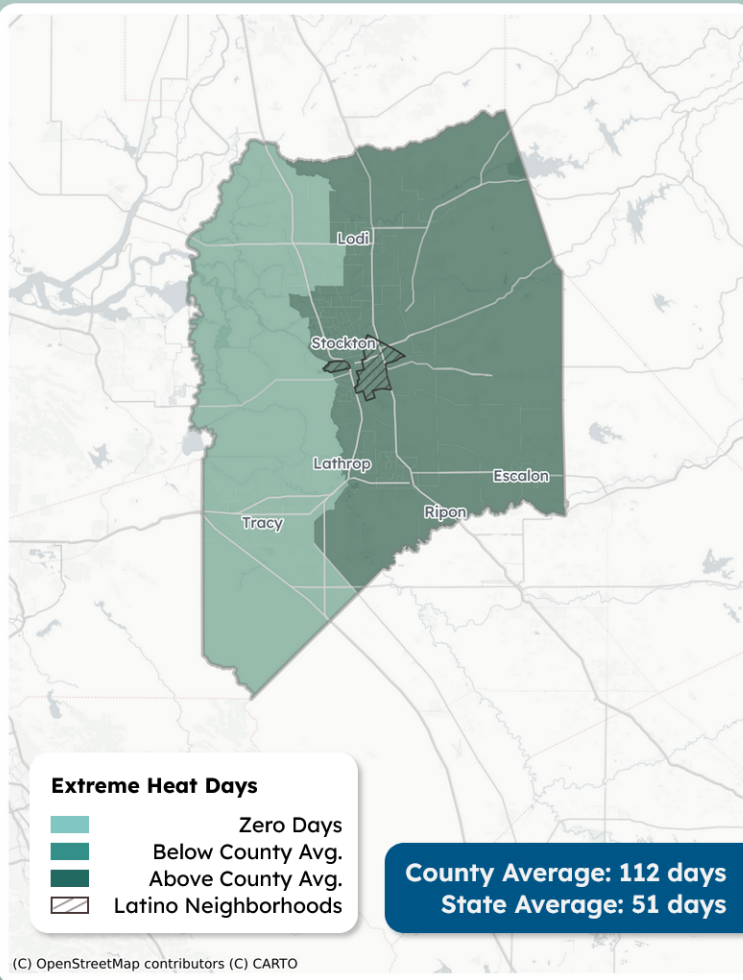 Lodi
Stockton
Lathrop
Escalon
Ripon
Tracy
Extreme Heat Days
Zero Days
Below County Avg.
Above County Avg.
Latino Neighborhoods
County Average: 112 days
State Average: 51 days
(C) OpenStreetMap contributors (C) CARTO